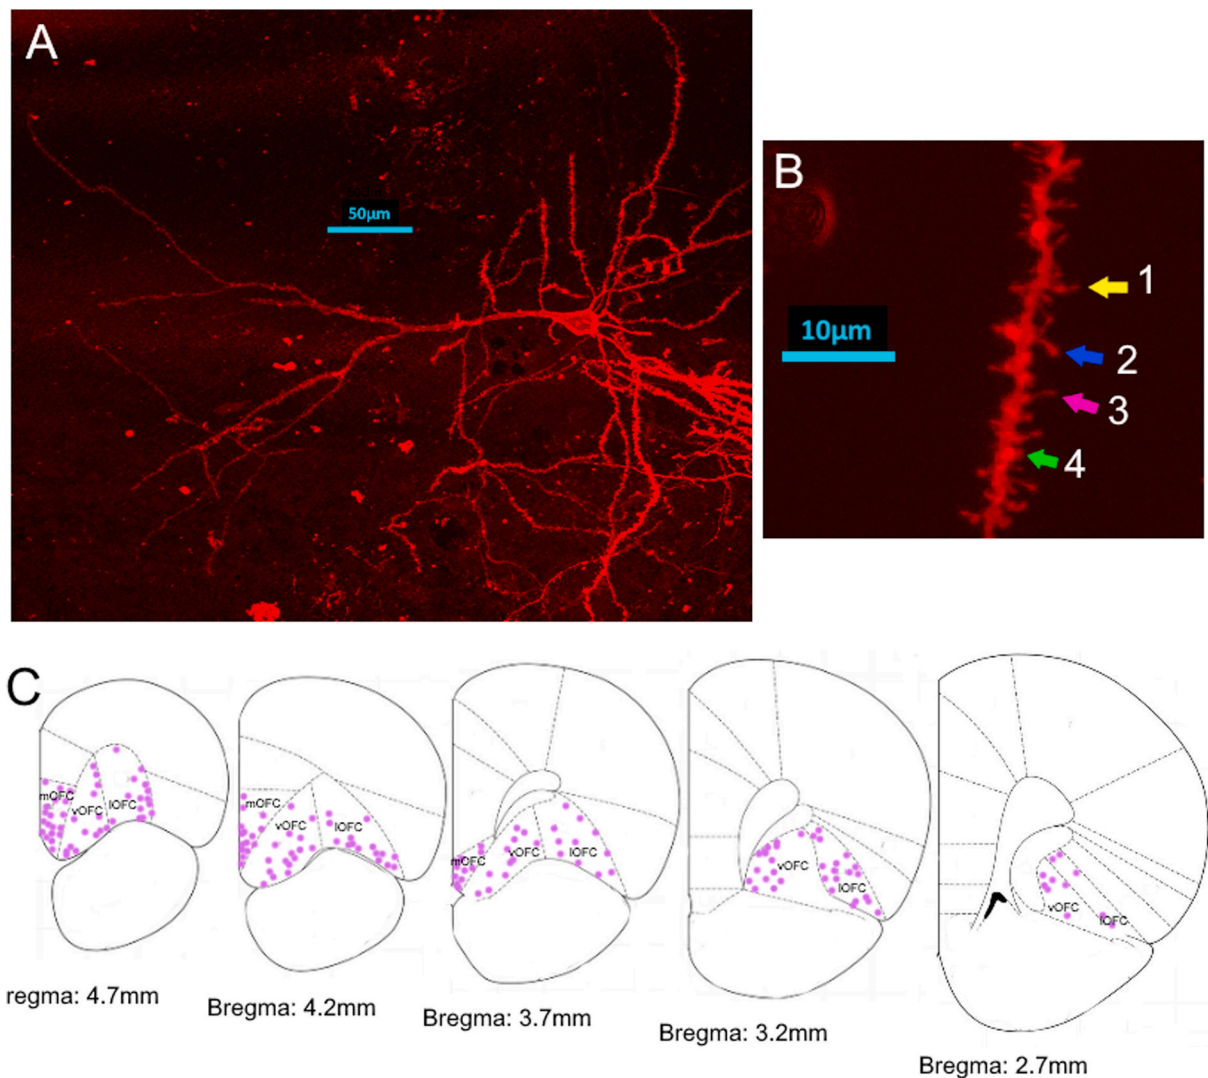 A
50µm
B
1
10µm
2
3
4
C
mOFC
vOFC
lOFC
mOFC
vOFC
lOFC
mOFC
vOFC
lOFC
vOFC
lOFC
vOFC
lOFC
regma: 4.7mm
Bregma: 4.2mm
Bregma: 3.7mm
Bregma: 3.2mm
Bregma: 2.7mm